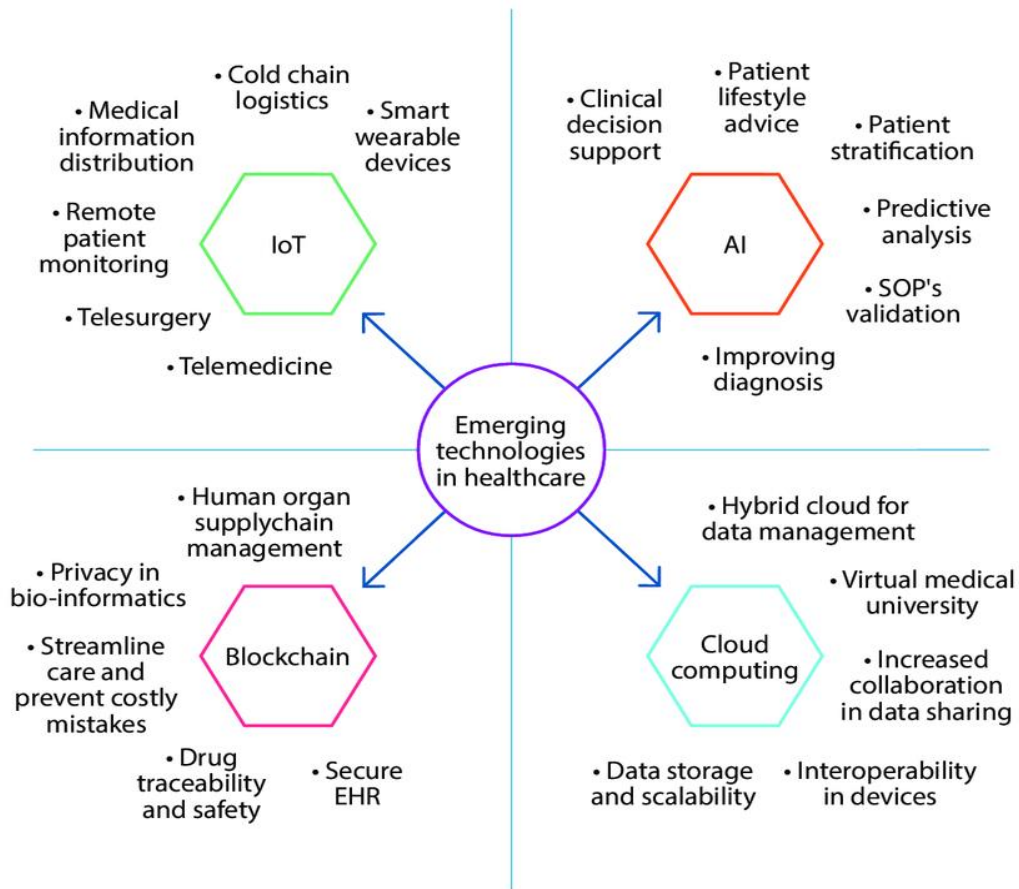 • Cold chain
logistics
• Medical
information
distribution
• Smart
wearable
devices
• Remote
patient
monitoring
IoT
• Telesurgery
• Telemedicine
• Clinical
decision
support
• Patient
lifestyle
advice
• Patient
stratification
• Predictive
analysis
AI
• SOP's
validation
• Improving
diagnosis
Emerging
technologies
in healthcare
• Human organ
supplychain
management
• Privacy in
bio-informatics
• Streamline
care and
prevent costly
mistakes
Blockchain
• Drug
traceability
and safety
• Secure
EHR
• Hybrid cloud for
data management
• Virtual medical
university
Cloud
computing
• Increased
collaboration
in data sharing
• Data storage
and scalability
• Interoperability
in devices